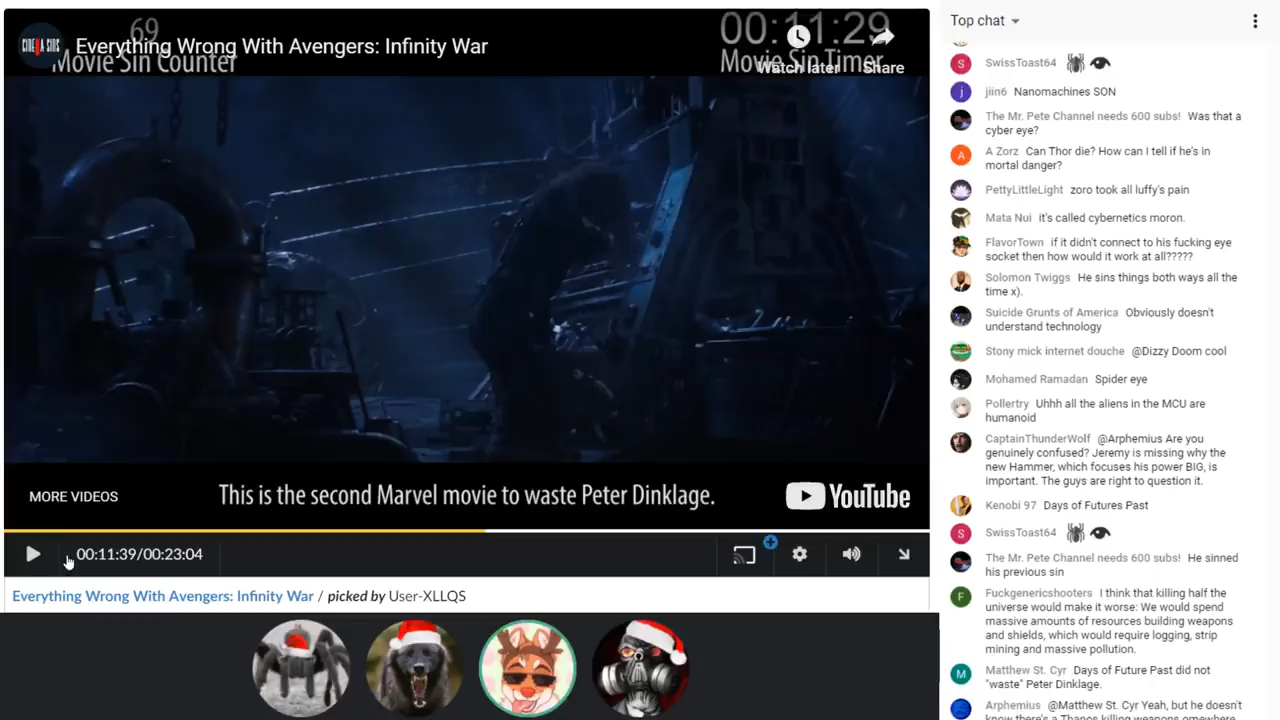 69
Movie Sin Counter
00:11:29
Movie Sin Timer
CINEMA SINS
Everything Wrong With Avengers: Infinity War
Watch later
Share
This is the second Marvel movie to waste Peter Dinklage.
MORE VIDEOS
YouTube
00:11:39/00:23:04
Everything Wrong With Avengers: Infinity War / picked by User-XLLQS
Top chat
SwissToast64
jiin6 Nanomachines SON
The Mr. Pete Channel needs 600 subs! Was that a
cyber eye?
A Zorz Can Thor die? How can I tell if he's in
mortal danger?
PettyLittleLight zoro took all luffy's pain
Mata Nui it's called cybernetics moron.
FlavorTown if it didn't connect to his fucking eye
socket then how would it work at all?????
Solomon Twiggs He sins things both ways all the
time x).
Suicide Grunts of America Obviously doesn't
understand technology
Stony mick internet douche @Dizzy Doom cool
Mohamed Ramadan Spider eye
Pollertry Uhhh all the aliens in the MCU are
humanoid
CaptainThunderWolf @Arphemius Are you
genuinely confused? Jeremy is missing why the
new Hammer, which focuses his power BIG, is
important. The guys are right to question it.
Kenobi 97 Days of Futures Past
SwissToast64
The Mr. Pete Channel needs 600 subs! He sinned
his previous sin
Fuckgenericshooters I think that killing half the
universe would make it worse: We would spend
massive amounts of resources building weapons
and shields, which would require logging, strip
mining and massive pollution.
Matthew St. Cyr Days of Future Past did not
"waste" Peter Dinklage.
Arphemius @Matthew St. Cyr Yeah, but he doesn't
know there's a Thanos killing weapons